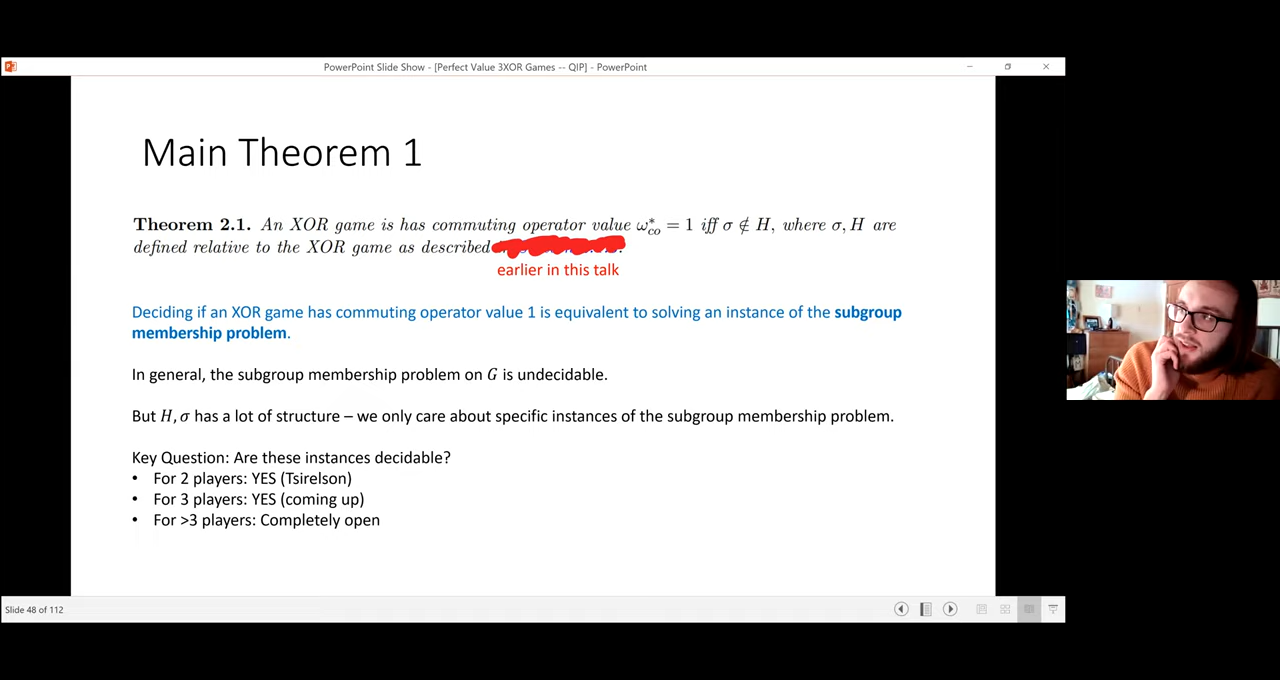 PowerPoint Slide Show - [Perfect Value 3XOR Games -- QIP] - PowerPoint
Main Theorem 1
Theorem 2.1. An XOR game is has commuting operator value ω*co = 1 iff σ ∉ H, where σ, H are
defined relative to the XOR game as described
earlier in this talk
Deciding if an XOR game has commuting operator value 1 is equivalent to solving an instance of the subgroup
membership problem.
In general, the subgroup membership problem on G is undecidable.
But H, σ has a lot of structure – we only care about specific instances of the subgroup membership problem.
Key Question: Are these instances decidable?
• For 2 players: YES (Tsirelson)
• For 3 players: YES (coming up)
• For >3 players: Completely open
Slide 48 of 112